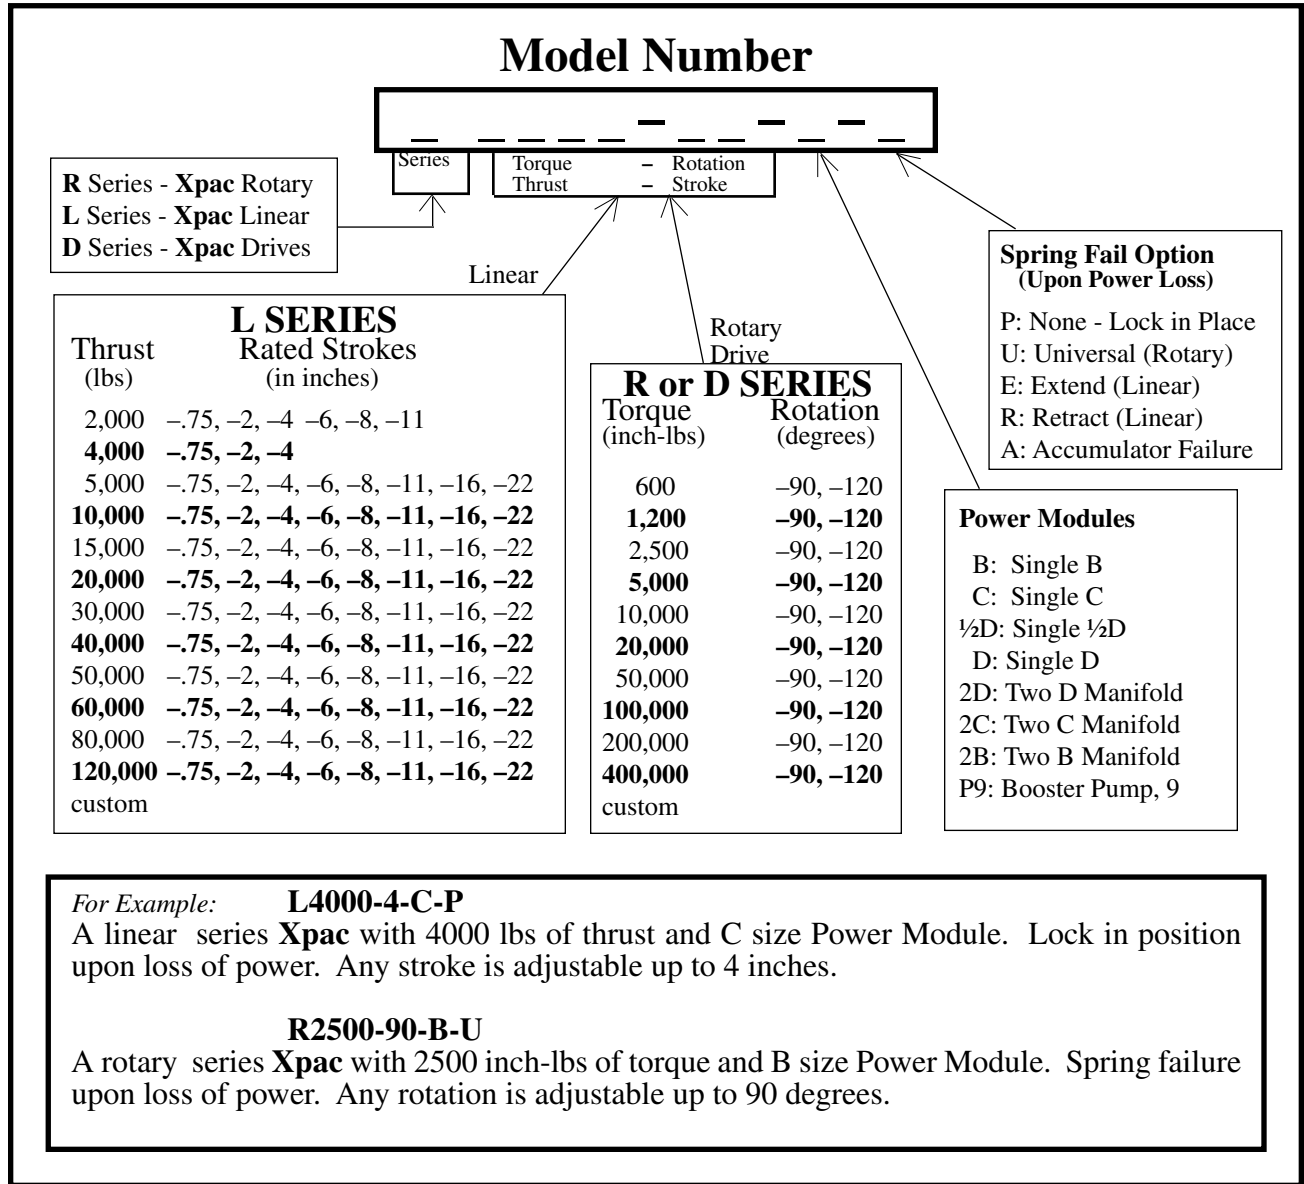 Model Number
Series
Torque – Rotation
Thrust – Stroke
R Series - Xpac Rotary
L Series - Xpac Linear
D Series - Xpac Drives
Linear
Rotary
Drive
Spring Fail Option
(Upon Power Loss)
P: None - Lock in Place
U: Universal (Rotary)
E: Extend (Linear)
R: Retract (Linear)
A: Accumulator Failure
L SERIES
Thrust Rated Strokes
(lbs) (in inches)
2,000 –.75, –2, –4 –6, –8, –11
4,000 –.75, –2, –4
5,000 –.75, –2, –4, –6, –8, –11, –16, –22
10,000 –.75, –2, –4, –6, –8, –11, –16, –22
15,000 –.75, –2, –4, –6, –8, –11, –16, –22
20,000 –.75, –2, –4, –6, –8, –11, –16, –22
30,000 –.75, –2, –4, –6, –8, –11, –16, –22
40,000 –.75, –2, –4, –6, –8, –11, –16, –22
50,000 –.75, –2, –4, –6, –8, –11, –16, –22
60,000 –.75, –2, –4, –6, –8, –11, –16, –22
80,000 –.75, –2, –4, –6, –8, –11, –16, –22
120,000 –.75, –2, –4, –6, –8, –11, –16, –22
custom
R or D SERIES
Torque Rotation
(inch-lbs) (degrees)
600 –90, –120
1,200 –90, –120
2,500 –90, –120
5,000 –90, –120
10,000 –90, –120
20,000 –90, –120
50,000 –90, –120
100,000 –90, –120
200,000 –90, –120
400,000 –90, –120
custom
Power Modules
B: Single B
C: Single C
½D: Single ½D
D: Single D
2D: Two D Manifold
2C: Two C Manifold
2B: Two B Manifold
P9: Booster Pump, 9
For Example: L4000-4-C-P
A linear series Xpac with 4000 lbs of thrust and C size Power Module. Lock in position
upon loss of power. Any stroke is adjustable up to 4 inches.
R2500-90-B-U
A rotary series Xpac with 2500 inch-lbs of torque and B size Power Module. Spring failure
upon loss of power. Any rotation is adjustable up to 90 degrees.